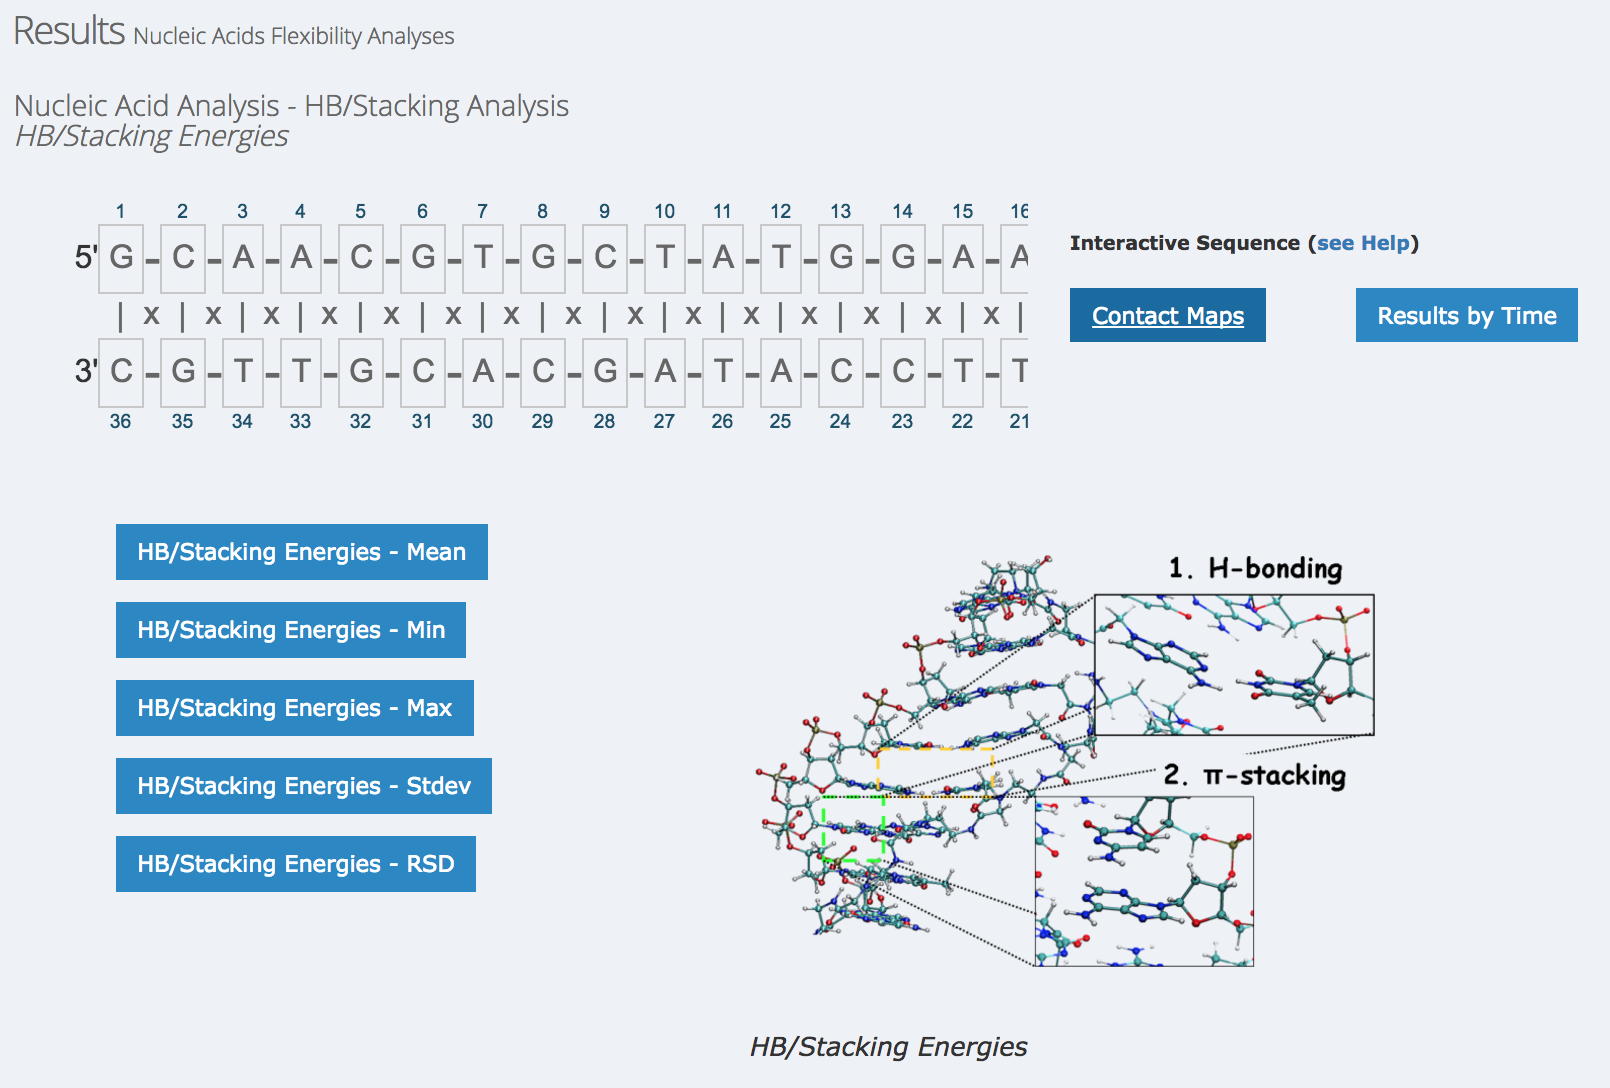 Results Nucleic Acids Flexibility Analyses
Nucleic Acid Analysis - HB/Stacking Analysis
HB/Stacking Energies
1 2 3 4 5 6 7 8 9 10 11 12 13 14 15 16
5' G - C - A - A - C - G - T - G - C - T - A - T - G - G - A - A
| x | x | x | x | x | x | x | x | x | x | x | x | x | x | x |
3' C - G - T - T - G - C - A - C - G - A - T - A - C - C - T - T
36 35 34 33 32 31 30 29 28 27 26 25 24 23 22 21
Interactive Sequence (see Help)
Contact Maps Results by Time
HB/Stacking Energies - Mean
HB/Stacking Energies - Min
HB/Stacking Energies - Max
HB/Stacking Energies - Stdev
HB/Stacking Energies - RSD
1. H-bonding
2. π-stacking
HB/Stacking Energies